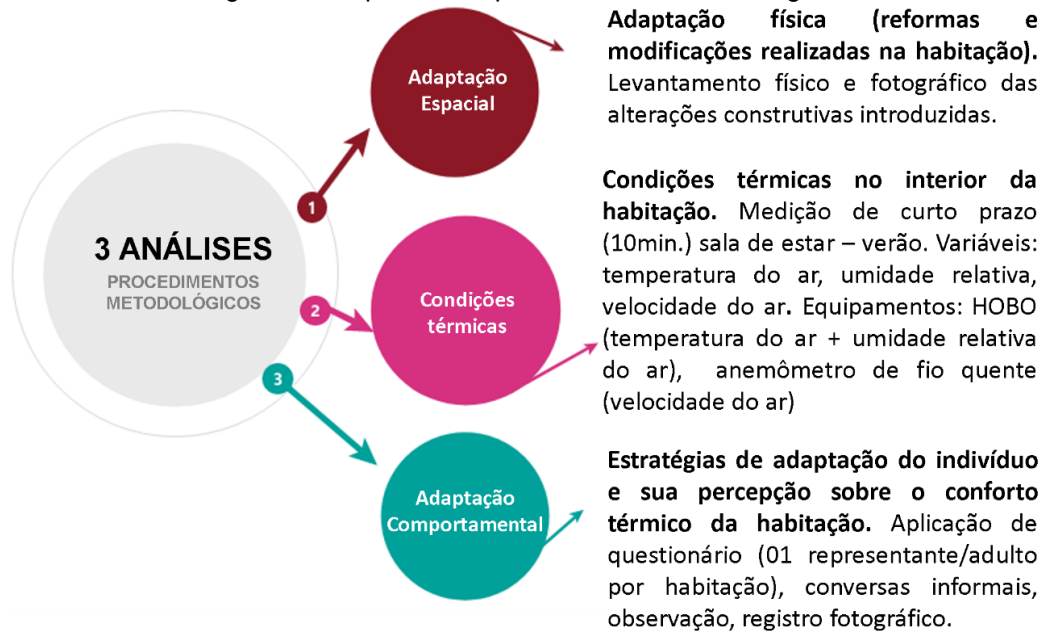 3 ANÁLISES
PROCEDIMENTOS
METODOLÓGICOS
1
Adaptação
Espacial
Adaptação física (reformas e
modificações realizadas na habitação).
Levantamento físico e fotográfico das
alterações construtivas introduzidas.
2
Condições
térmicas
Condições térmicas no interior da
habitação. Medição de curto prazo
(10min.) sala de estar – verão. Variáveis:
temperatura do ar, umidade relativa,
velocidade do ar. Equipamentos: HOBO
(temperatura do ar + umidade relativa
do ar), anemômetro de fio quente
(velocidade do ar)
3
Adaptação
Comportamental
Estratégias de adaptação do indivíduo
e sua percepção sobre o conforto
térmico da habitação. Aplicação de
questionário (01 representante/adulto
por habitação), conversas informais,
observação, registro fotográfico.